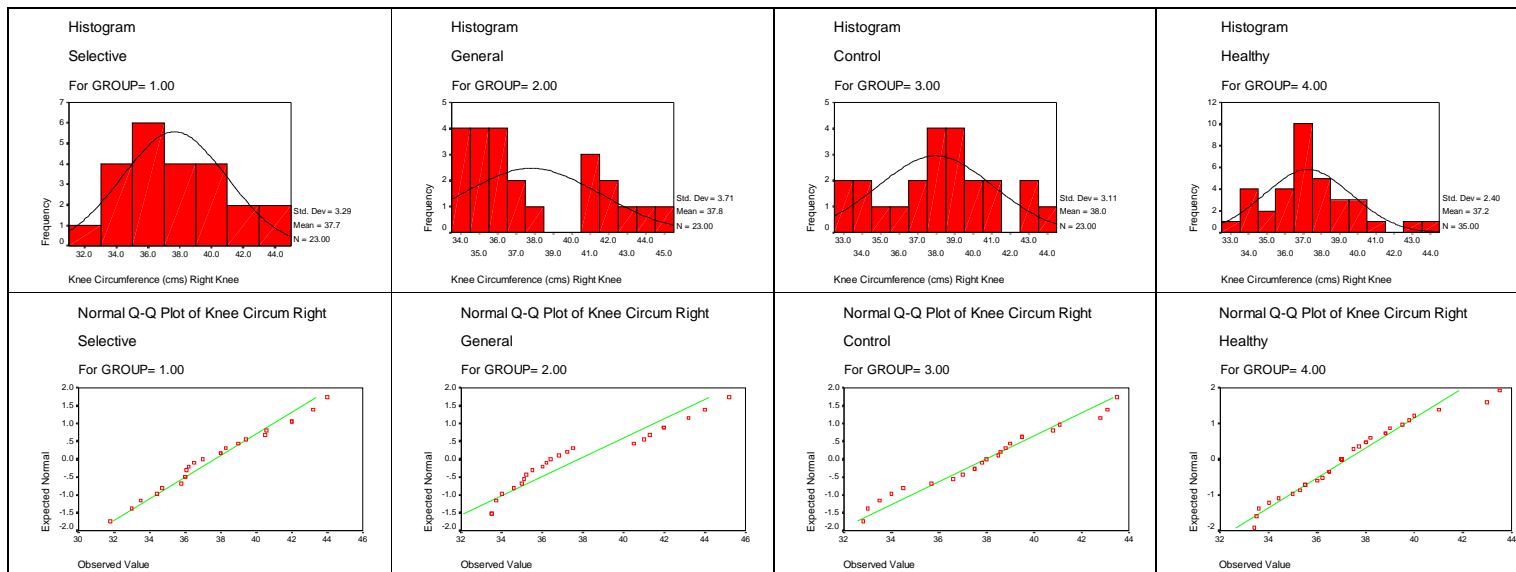 Histogram
Selective
For GROUP= 1.00
7
6
5
4
3
2
1
0
Frequency
32.0 34.0 36.0 38.0 40.0 42.0 44.0
Std. Dev = 3.29
Mean = 37.7
N = 23.00
Knee Circumference (cms) Right Knee
Histogram
General
For GROUP= 2.00
5
4
3
2
1
0
Frequency
34.0 36.0 38.0 40.0 42.0 44.0
35.0 37.0 39.0 41.0 43.0 45.0
Std. Dev = 3.71
Mean = 37.8
N = 23.00
Knee Circumference (cms) Right Knee
Histogram
Control
For GROUP= 3.00
5
4
3
2
1
0
Frequency
33.0 35.0 37.0 39.0 41.0 43.0
34.0 36.0 38.0 40.0 42.0 44.0
Std. Dev = 3.11
Mean = 38.0
N = 23.00
Knee Circumference (cms) Right Knee
Histogram
Healthy
For GROUP= 4.00
12
10
8
6
4
2
0
Frequency
33.0 35.0 37.0 39.0 41.0 43.0
34.0 36.0 38.0 40.0 42.0 44.0
Std. Dev = 2.40
Mean = 37.2
N = 35.00
Knee Circumference (cms) Right Knee
Normal Q-Q Plot of Knee Circum Right
Selective
For GROUP= 1.00
2.0
1.5
1.0
.5
0.0
-.5
-1.0
-1.5
-2.0
Expected Normal
30 32 34 36 38 40 42 44 46
Observed Value
Normal Q-Q Plot of Knee Circum Right
General
For GROUP= 2.00
2.0
1.5
1.0
.5
0.0
-.5
-1.0
-1.5
-2.0
Expected Normal
32 34 36 38 40 42 44 46
Observed Value
Normal Q-Q Plot of Knee Circum Right
Control
For GROUP= 3.00
2.0
1.5
1.0
.5
0.0
-.5
-1.0
-1.5
-2.0
Expected Normal
32 34 36 38 40 42 44
Observed Value
Normal Q-Q Plot of Knee Circum Right
Healthy
For GROUP= 4.00
2
1
0
-1
-2
Expected Normal
32 34 36 38 40 42 44
Observed Value